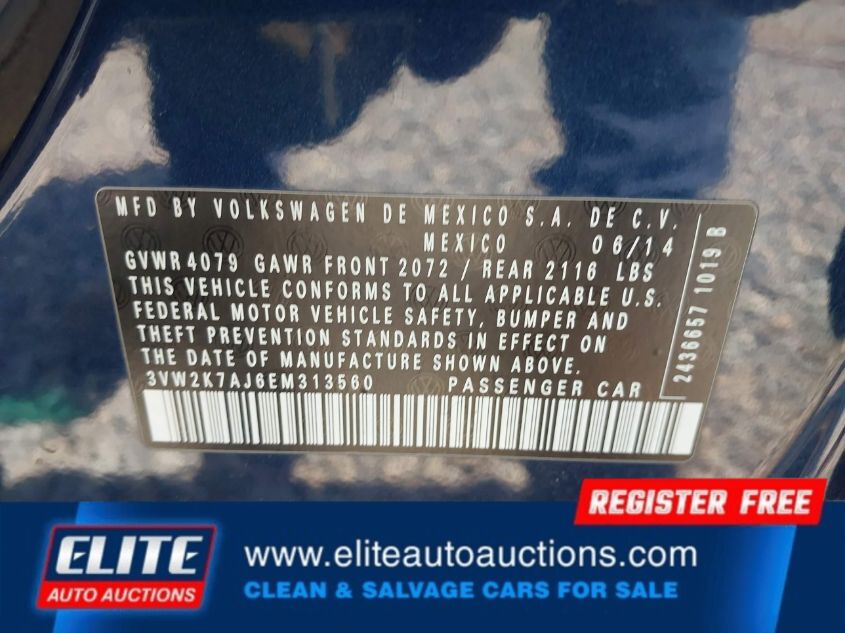 MFD BY VOLKSWAGEN DE MEXICO S.A. DE C.V.
MEXICO 06/14
GVWR 4079 GAWR FRONT 2072 / REAR 2116 LBS
THIS VEHICLE CONFORMS TO ALL APPLICABLE U.S.
FEDERAL MOTOR VEHICLE SAFETY, BUMPER AND
THEFT PREVENTION STANDARDS IN EFFECT ON
THE DATE OF MANUFACTURE SHOWN ABOVE.
3VW2K7AJ6EM313560 PASSENGER CAR
2436657 1019 B
REGISTER FREE
ELITE
AUTO AUCTIONS
www.eliteautoauctions.com
CLEAN & SALVAGE CARS FOR SALE